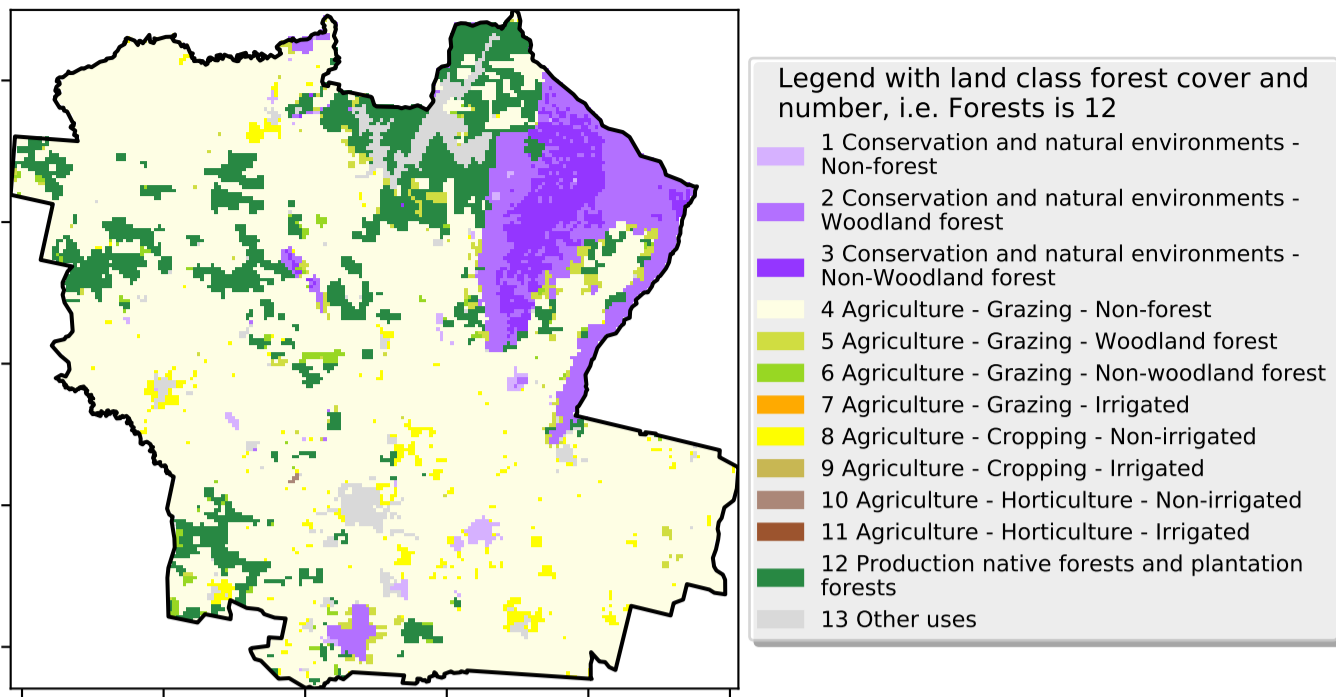 Legend with land class forest cover and
number, i.e. Forests is 12
1 Conservation and natural environments -
Non-forest
2 Conservation and natural environments -
Woodland forest
3 Conservation and natural environments -
Non-Woodland forest
4 Agriculture - Grazing - Non-forest
5 Agriculture - Grazing - Woodland forest
6 Agriculture - Grazing - Non-woodland forest
7 Agriculture - Grazing - Irrigated
8 Agriculture - Cropping - Non-irrigated
9 Agriculture - Cropping - Irrigated
10 Agriculture - Horticulture - Non-irrigated
11 Agriculture - Horticulture - Irrigated
12 Production native forests and plantation
forests
13 Other uses